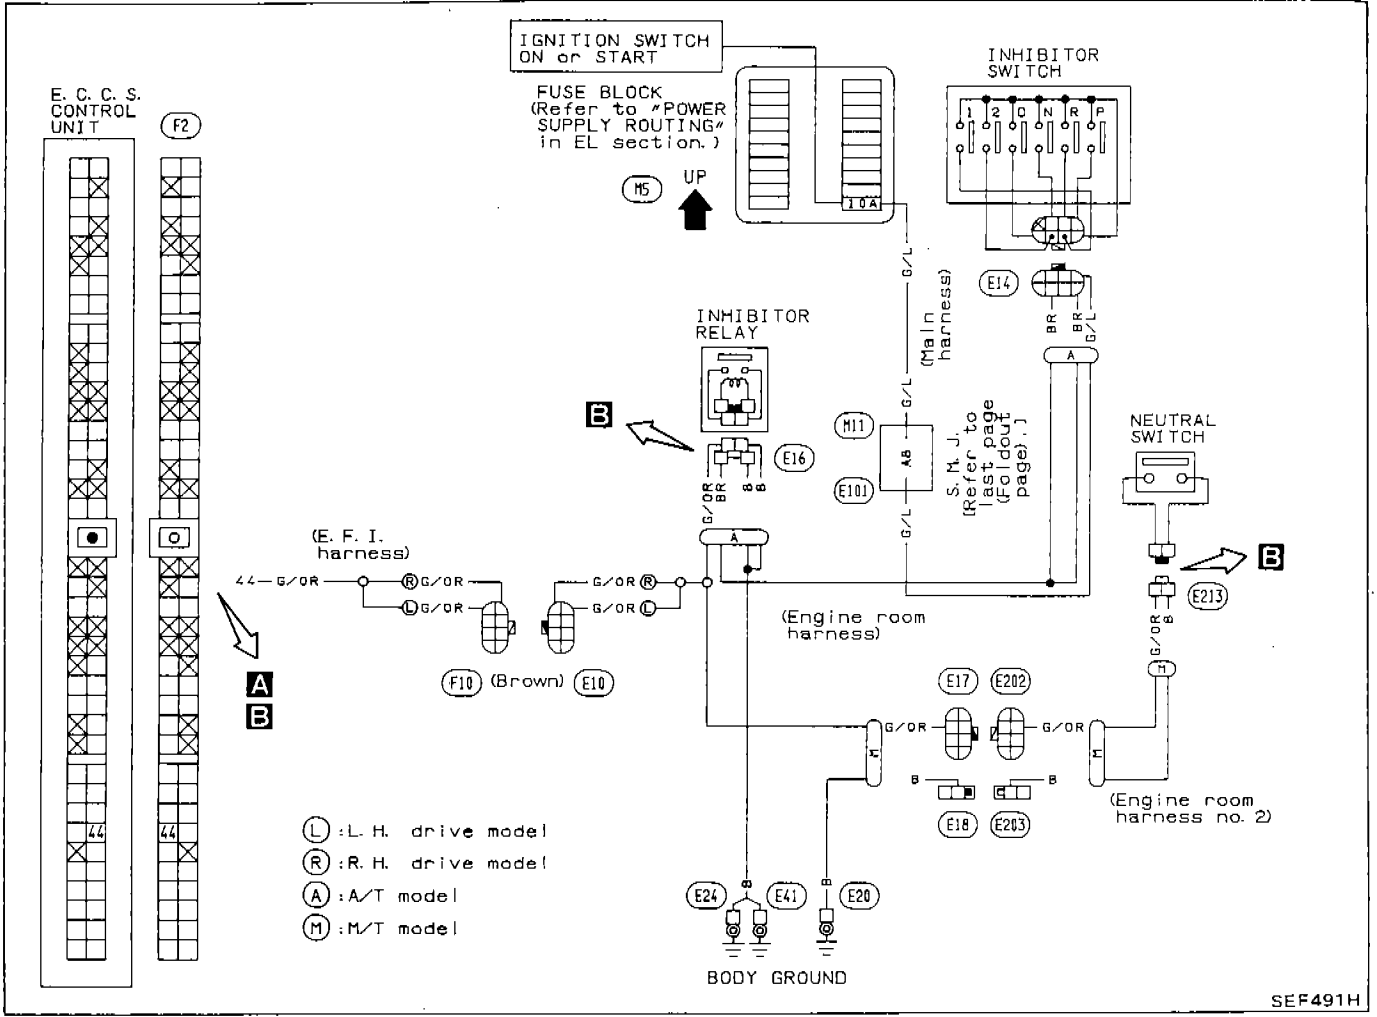 IGNITION SWITCH
ON or START
INHIBITOR
SWITCH
E. C. C. S.
CONTROL
UNIT
F2
FUSE BLOCK
(Refer to "POWER
SUPPLY ROUTING"
in EL section.)
M5
UP
10A
1 2 D N R P
G/L
(Main
harness)
E14
BR
BR
G/L
A
INHIBITOR
RELAY
G/L
B
M11
E16
A8
E101
S. M. J.
[Refer to
last page
(Foldout
page).]
NEUTRAL
SWITCH
G/OR
BR
B
B
G/L
A
(E. F. I.
harness)
44 G/OR
R G/OR
L G/OR
G/OR R
G/OR L
(Engine room
harness)
B
E213
G/OR
B
M
F10 (Brown) E10
A
B
E17 E202
G/OR
G/OR
M
M
B
B
E18 E203
(Engine room
harness no. 2)
44
44
L :L. H. drive model
R :R. H. drive model
A :A/T model
M :M/T model
B
B
E24 E41 E20
BODY GROUND
SEF491H